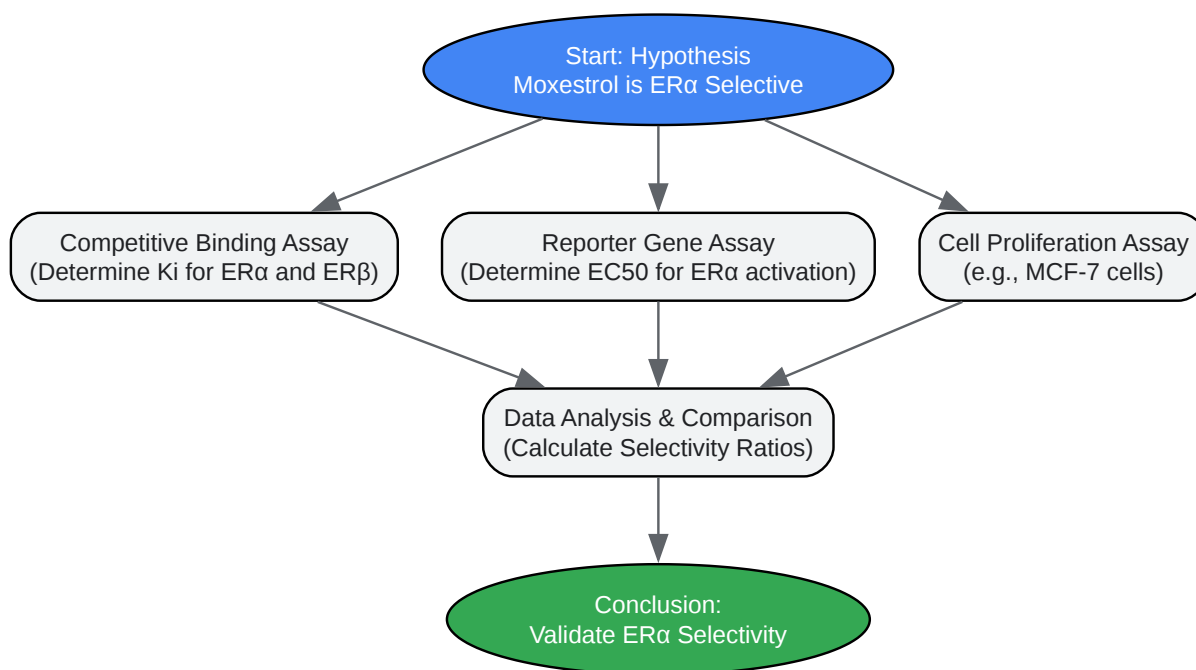 Start: Hypothesis
Moxestrol is ERα Selective
Competitive Binding Assay
(Determine Ki for ERα and ERβ)
Reporter Gene Assay
(Determine EC50 for ERα activation)
Cell Proliferation Assay
(e.g., MCF-7 cells)
Data Analysis & Comparison
(Calculate Selectivity Ratios)
Conclusion:
Validate ERα Selectivity